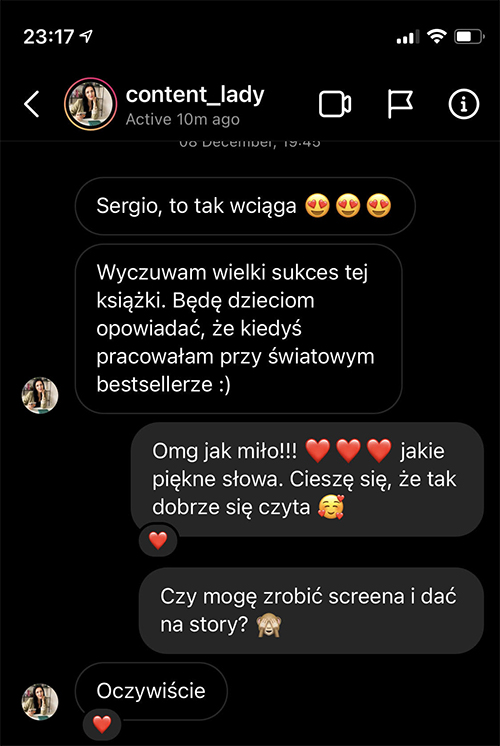 23:17
content_lady
Active 10m ago
08 December, 19:45
Sergio, to tak wciąga 😍 😍 😍
Wyczuwam wielki sukces tej
książki. Będę dzieciom
opowiadać, że kiedyś
pracowałam przy światowym
bestsellerze :)
Omg jak miło!!! ❤️ ❤️ ❤️ jakie
piękne słowa. Cieszę się, że tak
dobrze się czyta 🥰
Czy mogę zrobić screena i dać
na story? 🙈
Oczywiście